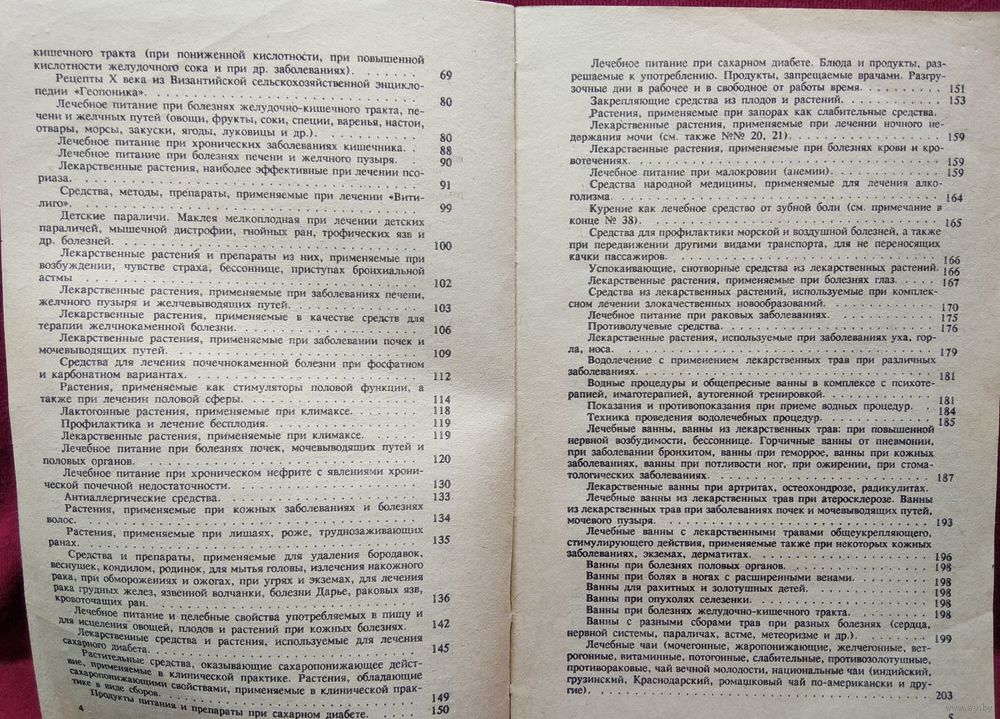 кишечного тракта (при пониженной кислотности, при повышенной
кислотности желудочного сока и при др. заболеваниях). . . . . . 69
Рецепты X века из Византийской сельскохозяйственной энцикло-
педии «Геопоника». . . . . . 80
Лечебное питание при болезнях желудочно-кишечного тракта, пе-
чени и желчных путей (овощи, фрукты, соки, специи, варенья, настои,
отвары, морсы, закуски, ягоды, луковицы и др.). . . . . . 80
Лечебное питание при хронических заболеваниях кишечника. . 88
Лечебное питание при болезнях печени и желчного пузыря. . . 90
Лекарственные растения, наиболее эффективные при лечении псо-
риаза. . . . . . 91
Средства, методы, препараты, применяемые при лечении «Вити-
лиго». . . . . . 99
Детские параличи. Маклея мелкоплодная при лечении детских
параличей, мышечной дистрофии, гнойных ран, трофических язв и
др. болезней. . . . . . 100
Лекарственные растения и препараты из них, применяемые при
возбуждении, чувстве страха, бессоннице, приступах бронхиальной
астмы . . . . . 102
Лекарственные растения, применяемые при заболеваниях печени,
желчного пузыря и желчевыводящих путей. . . . . . 103
Лекарственные растения, применяемые в качестве средств для
терапии желчнокаменной болезни. . . . . . 106
Лекарственные растения, применяемые при заболевании почек и
мочевыводящих путей. . . . . . 109
Средства для лечения почечнокаменной болезни при фосфатном
и карбонатном вариантах. . . . . . 112
Растения, применяемые как стимуляторы половой функции, а
также при лечении половой сферы. . . . . . 114
Лактогонные растения, применяемые при климаксе. . . . . 118
Профилактика и лечение бесплодия. . . . . . 119
Лекарственные растения, применяемые при климаксе. . . . 119
Лечебное питание при болезнях почек, мочевыводящих путей и
половых органов. . . . . . 120
Лечебное питание при хроническом нефрите с явлениями хрони-
ческой почечной недостаточности. . . . . . 130
Антиаллергические средства. . . . . . 133
Растения, применяемые при кожных заболеваниях и болезнях
волос. . . . . . 134
Растения, применяемые при лишаях, роже, труднозаживающих
ранах. . . . . . 135
Средства и препараты, применяемые для удаления бородавок,
веснушек, кондилом, родинок, для мытья головы, излечения накожного
рака, при обморожениях и ожогах, при угрях и экземах, для лечения
рака грудных желез, язвенной волчанки, болезни Дарье, раковых язв,
кровоточащих ран. . . . . . 136
Лечебное питание и целебные свойства употребляемых в пищу и
для исцеления овощей, плодов и растений при кожных болезнях. . 142
Лекарственные средства и растения, используемые для лечения
сахарного диабета. . . . . . 145
Растительные средства, оказывающие сахаропонижающее дейст-
вие, применяемые в клинической практике. Растения, обладающие
сахаропонижающими свойствами, применяемые в клинической прак-
тике в виде сборов. . . . . . 149
Продукты питания и препараты при сахарном диабете. . . . 150
4
Лечебное питание при сахарном диабете. Блюда и продукты, раз-
решаемые к употреблению. Продукты, запрещаемые врачами. Разгру-
зочные дни в рабочее и в свободное от работы время. . . . . . 151
Закрепляющие средства из плодов и растений. . . . . . 153
Растения, применяемые при запорах как слабительные средства.
Лекарственные растения, применяемые при лечении ночного не-
держания мочи (см. также №№ 20, 21). . . . . . 159
Лекарственные растения, применяемые при болезнях крови и кро-
вотечениях. . . . . . 159
Лечебное питание при малокровии (анемии). . . . . . 159
Средства народной медицины, применяемые для лечения алко-
голизма. . . . . . 164
Курение как лечебное средство от зубной боли (см. примечание в
конце № 38). . . . . . 165
Средства для профилактики морской и воздушной болезней, а также
при передвижении другими видами транспорта, для не переносящих
качки пассажиров. . . . . . 166
Успокаивающие, снотворные средства из лекарственных растений. 166
Лекарственные растения, применяемые при болезнях глаз. . . . 167
Средства из лекарственных растений, используемые при комплек-
сном лечении злокачественных новообразований. . . . . . 170
Лечебное питание при раковых заболеваниях. . . . . . 175
Противолучевые средства. . . . . . 176
Лекарственные растения, используемые при заболеваниях уха, гор-
ла, носа. . . . . . 179
Водолечение с применением лекарственных трав при различных
заболеваниях. . . . . . 181
Водные процедуры и общепресные ванны в комплексе с психоте-
рапией, имаготерапией, аутогенной тренировкой. . . . . . 181
Показания и противопоказания при приеме водных процедур. . 184
Техника проведения водолечебных процедур. . . . . . 185
Лечебные ванны, ванны из лекарственных трав: при повышенной
нервной возбудимости, бессоннице. Горчичные ванны от пневмонии,
при заболевании бронхитом, ванны при геморрое, ванны при кожных
заболеваниях, ванны при потливости ног, при ожирении, при стома-
тологических заболеваниях. . . . . . 187
Лекарственные ванны при артритах, остеохондрозе, радикулитах.
Лечебные ванны из лекарственных трав при атеросклерозе. Ванны
из лекарственных трав при заболеваниях почек и мочевыводящих путей,
мочевого пузыря. . . . . . 193
Лечебные ванны с лекарственными травами общеукрепляющего,
стимулирующего действия, применяемые также при некоторых кожных
заболеваниях, экземах, дерматитах. . . . . . 196
Ванны при болезнях половых органов. . . . . . 198
Ванны при болях в ногах с расширенными венами. . . . . . 198
Ванны для рахитных и золотушных детей. . . . . . 198
Ванны при опухолях селезенки. . . . . . 198
Ванны при болезнях желудочно-кишечного тракта. . . . . . 198
Ванны с разными сборами трав при разных болезнях (сердца,
нервной системы, параличах, астме, метеоризме и др.). . . . . . 199
Лечебные чаи (мочегонные, жаропонижающие, желчегонные, вет-
рогонные, витаминные, потогонные, слабительные, противозолотушные,
противораковые, чай вечной молодости, национальные чаи (индийский,
грузинский, Краснодарский, ромашковый чай по-американски и дру-
гие). . . . . . 203
5
www.ay.by